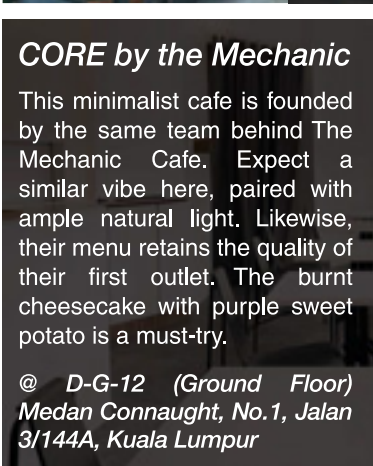 CORE by the Mechanic
This minimalist cafe is founded
by the same team behind The
Mechanic Cafe. Expect a
similar vibe here, paired with
ample natural light. Likewise,
their menu retains the quality of
their first outlet. The burnt
cheesecake with purple sweet
potato is a must-try.
@ D-G-12 (Ground Floor)
Medan Connaught, No.1, Jalan
3/144A, Kuala Lumpur